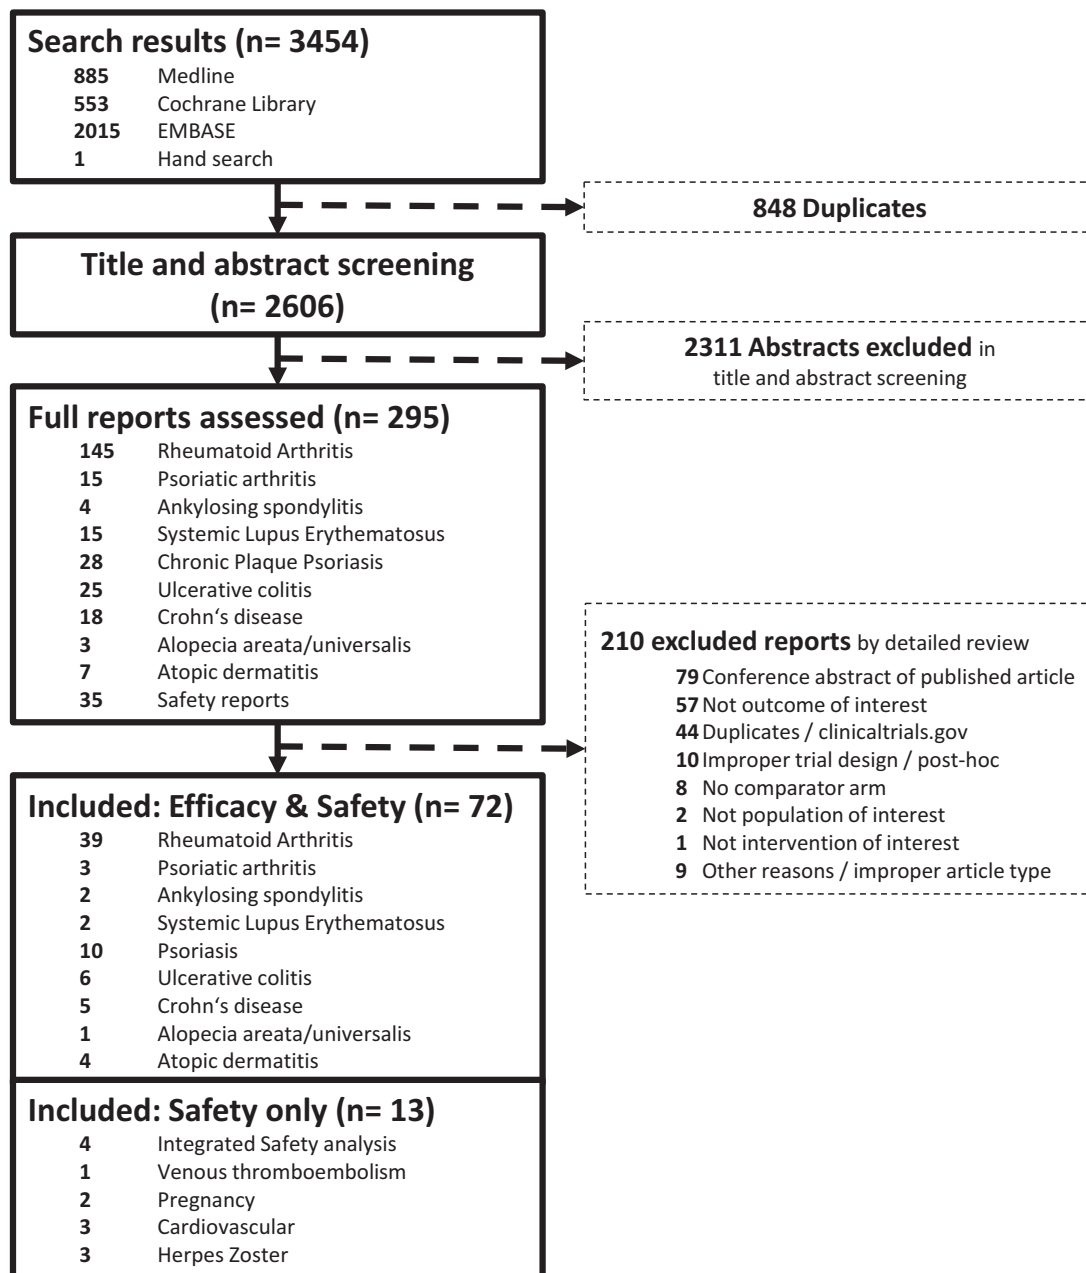 Search results (n= 3454)
885 Medline
553 Cochrane Library
2015 EMBASE
1 Hand search
848 Duplicates
Title and abstract screening
(n= 2606)
2311 Abstracts excluded in
title and abstract screening
Full reports assessed (n= 295)
145 Rheumatoid Arthritis
15 Psoriatic arthritis
4 Ankylosing spondylitis
15 Systemic Lupus Erythematosus
28 Chronic Plaque Psoriasis
25 Ulcerative colitis
18 Crohn‘s disease
3 Alopecia areata/universalis
7 Atopic dermatitis
35 Safety reports
210 excluded reports by detailed review
79 Conference abstract of published article
57 Not outcome of interest
44 Duplicates / clinicaltrials.gov
10 Improper trial design / post-hoc
8 No comparator arm
2 Not population of interest
1 Not intervention of interest
9 Other reasons / improper article type
Included: Efficacy & Safety (n= 72)
39 Rheumatoid Arthritis
3 Psoriatic arthritis
2 Ankylosing spondylitis
2 Systemic Lupus Erythematosus
10 Psoriasis
6 Ulcerative colitis
5 Crohn‘s disease
1 Alopecia areata/universalis
4 Atopic dermatitis
Included: Safety only (n= 13)
4 Integrated Safety analysis
1 Venous thromboembolism
2 Pregnancy
3 Cardiovascular
3 Herpes Zoster